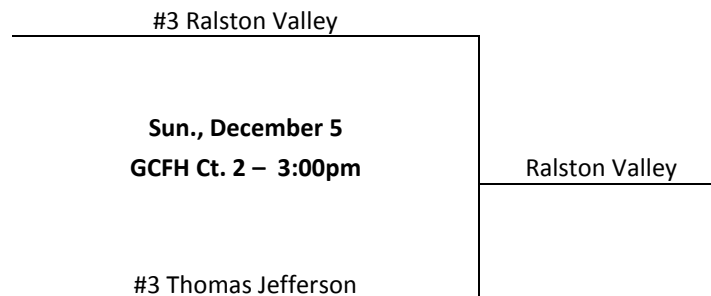 #3 Ralston Valley
Sun., December 5
GCFH Ct. 2 – 3:00pm
Ralston Valley
#3 Thomas Jefferson